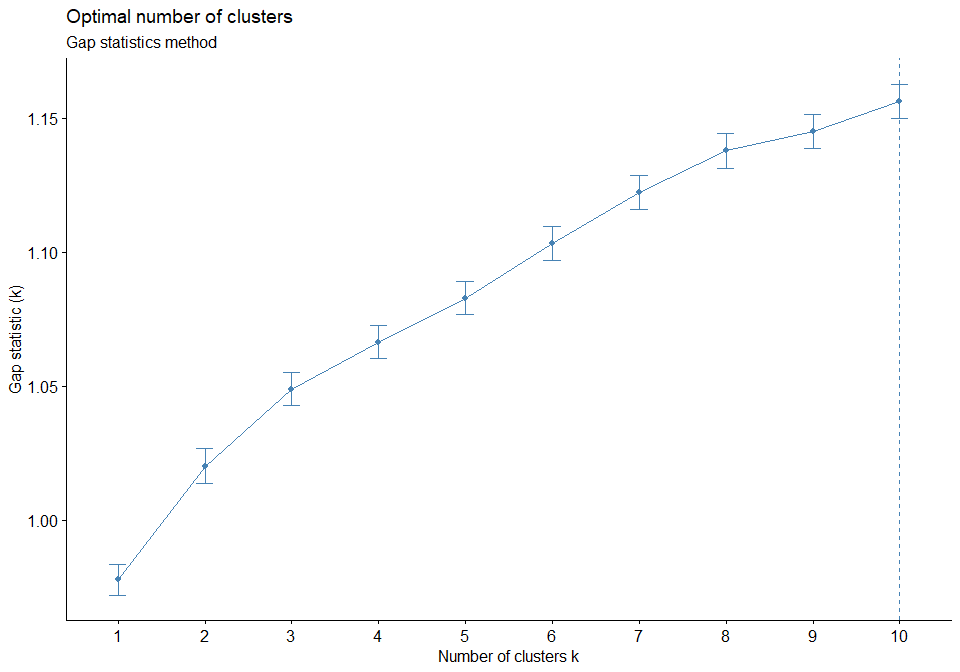 Optimal number of clusters
Gap statistics method
Gap statistic (k)
1.15
1.10
1.05
1.00
1 2 3 4 5 6 7 8 9 10
Number of clusters k